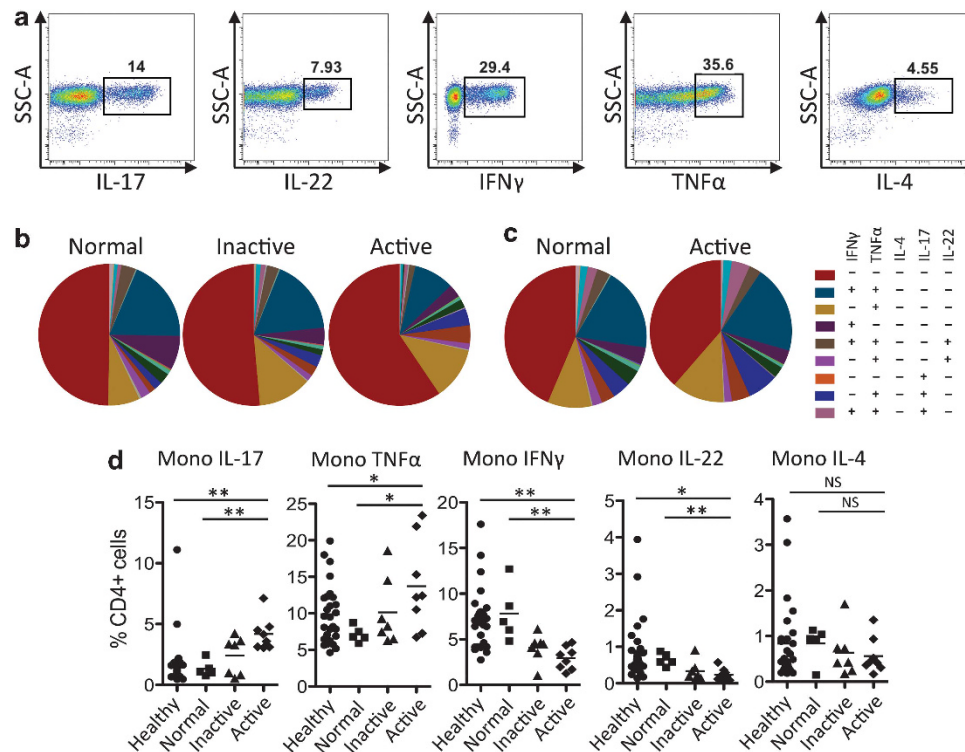 a
14
7.93
29.4
35.6
4.55
SSC-A
SSC-A
SSC-A
SSC-A
SSC-A
IL-17
IL-22
IFNγ
TNFα
IL-4
b
Normal
Inactive
Active
c
Normal
Active
IFNγ
TNFα
IL-4
IL-17
IL-22
– – – – –
+ + – – –
– + – – –
+ – – – –
+ + – – +
– + – – +
– – – + –
– + – + –
+ + – + –
d
Mono IL-17
Mono TNFα
Mono IFNγ
Mono IL-22
Mono IL-4
% CD4+ cells
**
**
15
10
5
0
Healthy
Normal
Inactive
Active
*
*
25
20
15
10
5
0
Healthy
Normal
Inactive
Active
**
**
20
15
10
5
0
Healthy
Normal
Inactive
Active
*
**
5
4
3
2
1
0
Healthy
Normal
Inactive
Active
NS
NS
4
3
2
1
0
Healthy
Normal
Inactive
Active